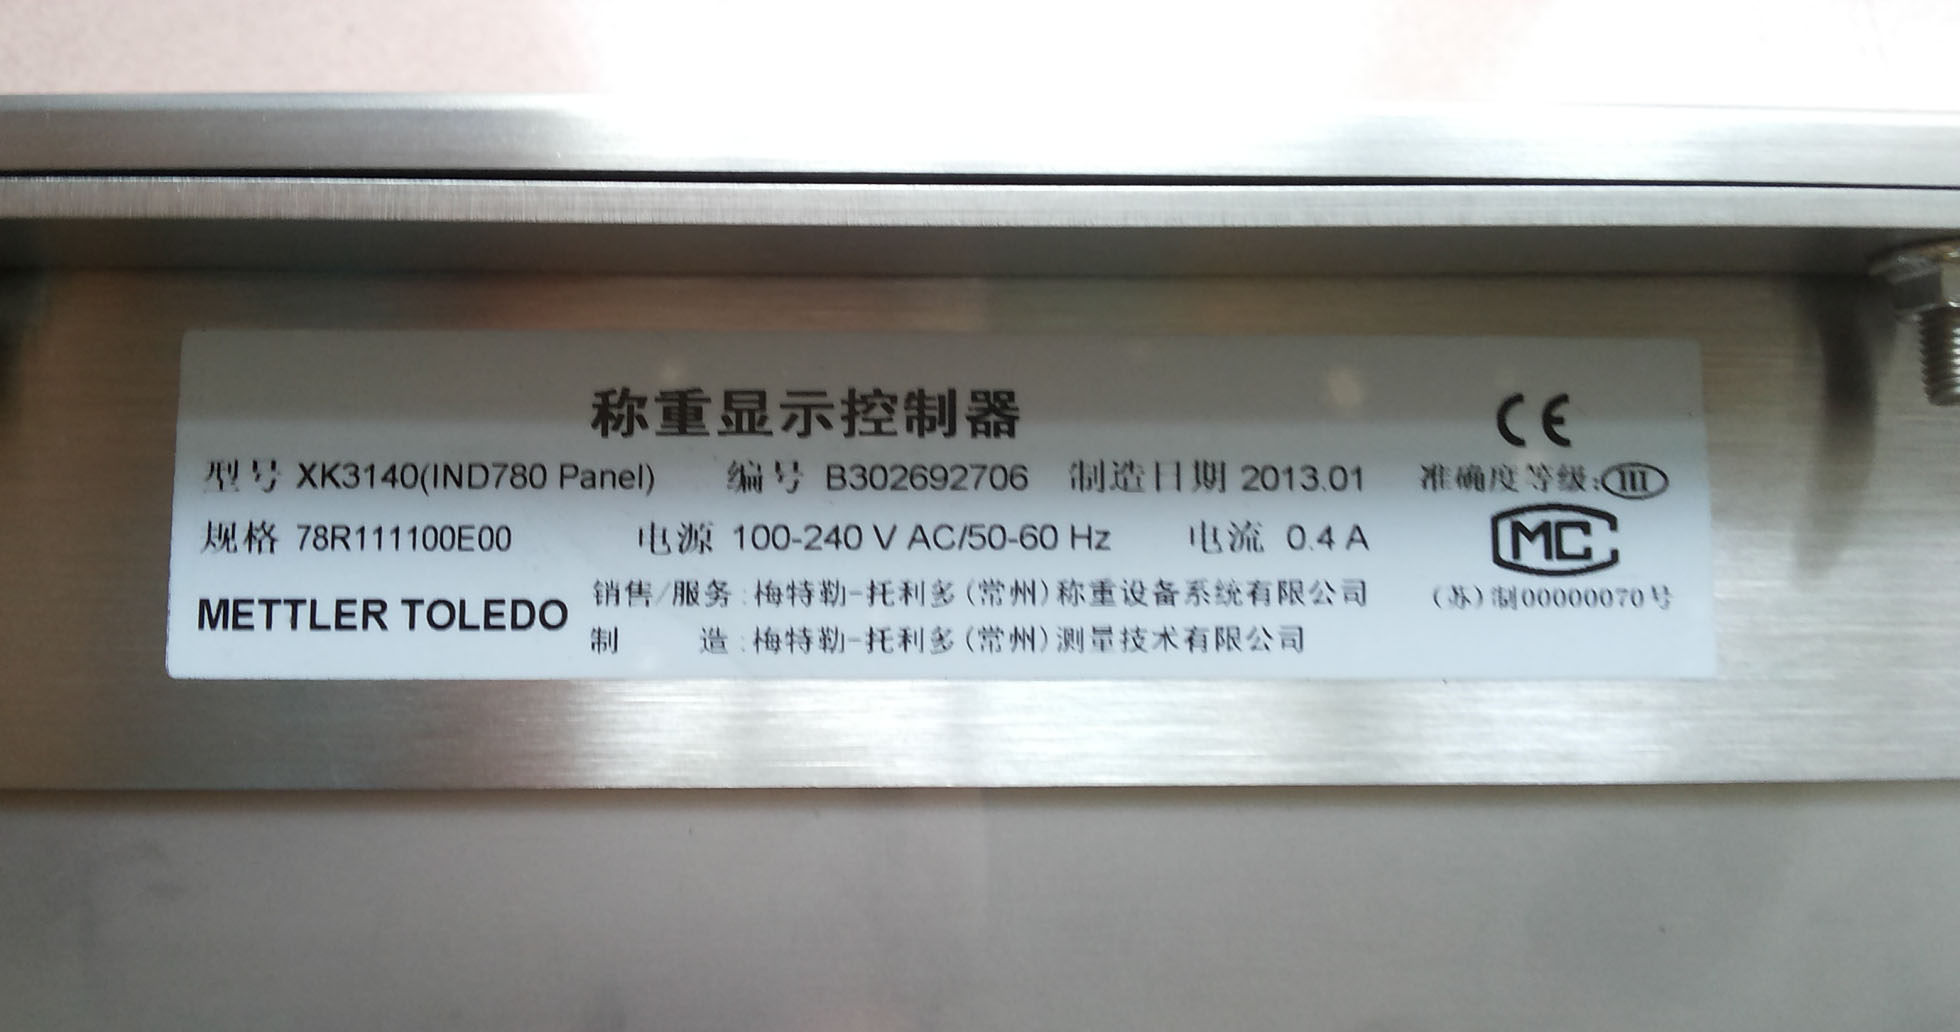 称重显示控制器
CE
型号 XK3140(IND780 Panel) 编号 B302692706 制造日期 2013.01 准确度等级:III
规格 78R111100E00 电源 100-240 V AC/50-60 Hz 电流 0.4 A
MC
METTLER TOLEDO
销售/服务:梅特勒-托利多(常州)称重设备系统有限公司
(苏)制00000070号
制 造:梅特勒-托利多(常州)测量技术有限公司